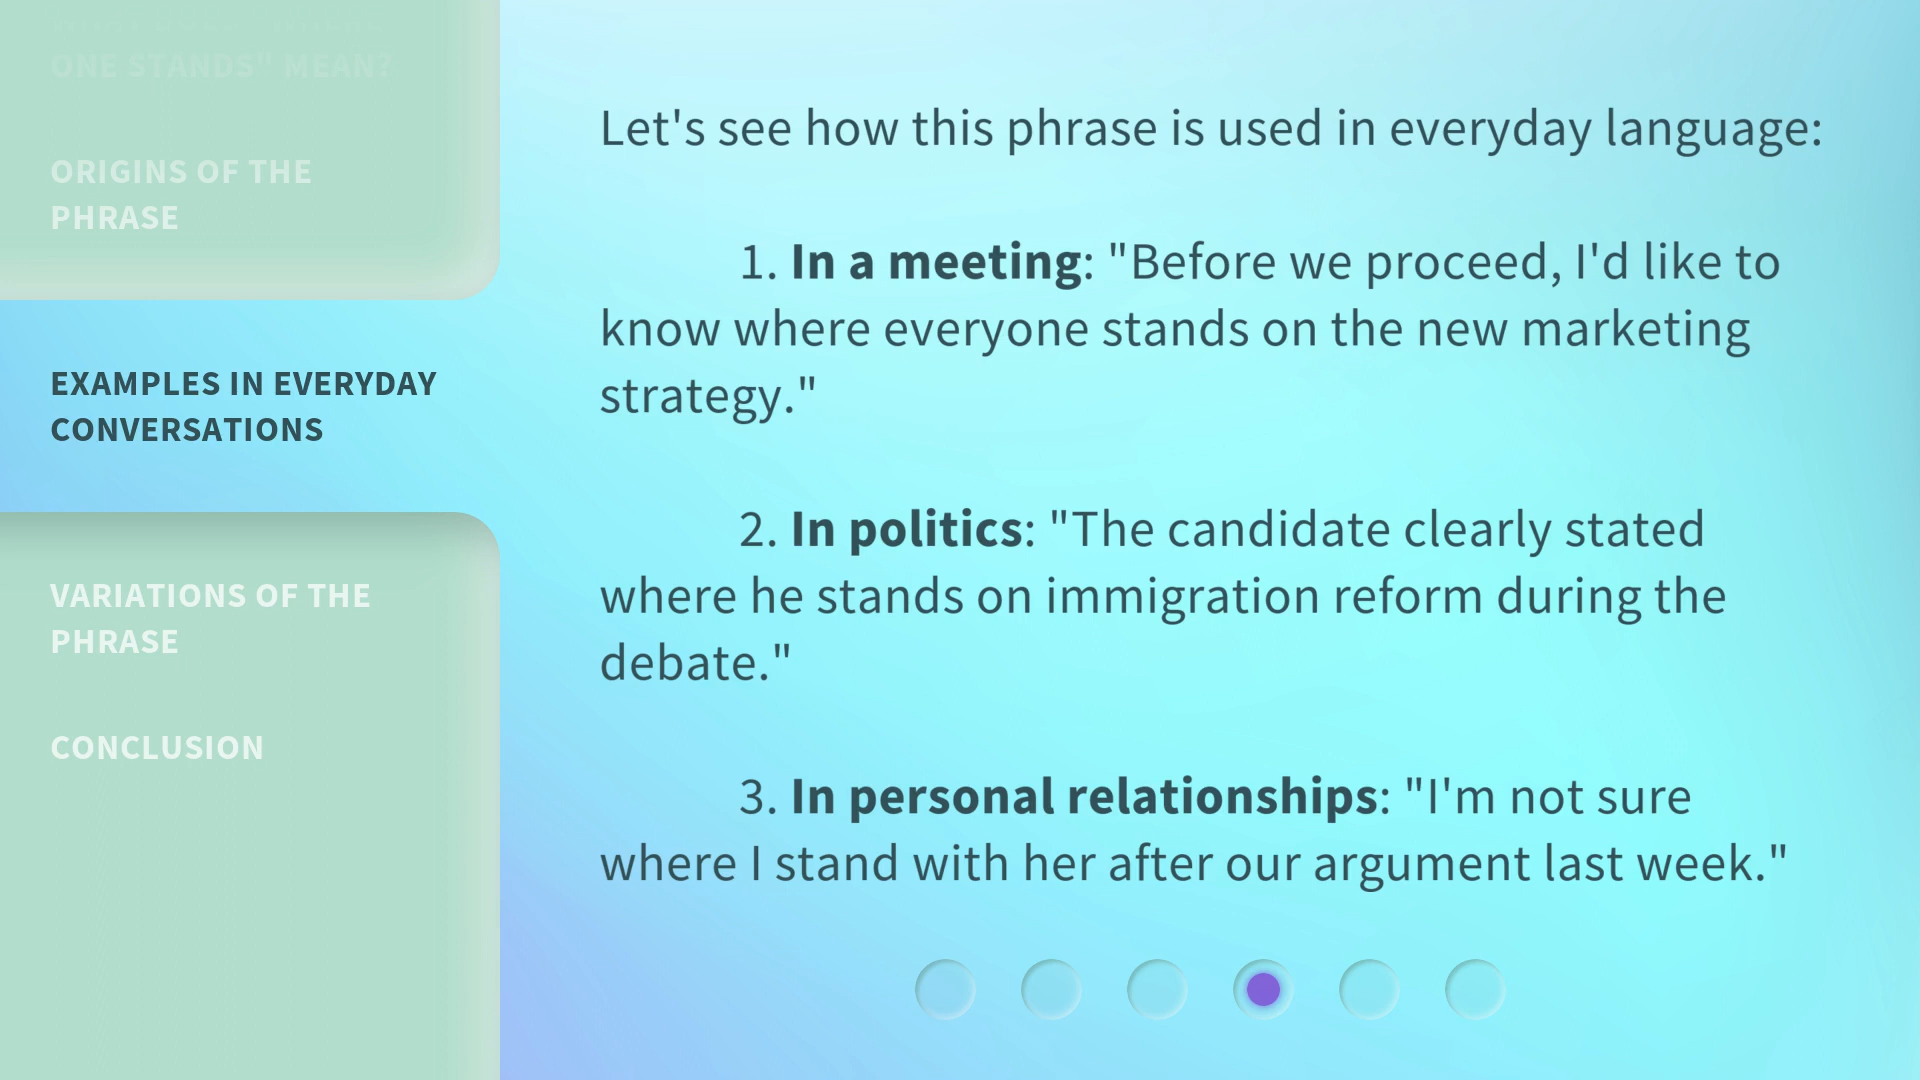 ONE STANDS" MEAN?
ORIGINS OF THE
PHRASE
EXAMPLES IN EVERYDAY
CONVERSATIONS
VARIATIONS OF THE
PHRASE
CONCLUSION
Let's see how this phrase is used in everyday language:
1. In a meeting: "Before we proceed, I'd like to
know where everyone stands on the new marketing
strategy."
2. In politics: "The candidate clearly stated
where he stands on immigration reform during the
debate."
3. In personal relationships: "I'm not sure
where I stand with her after our argument last week."